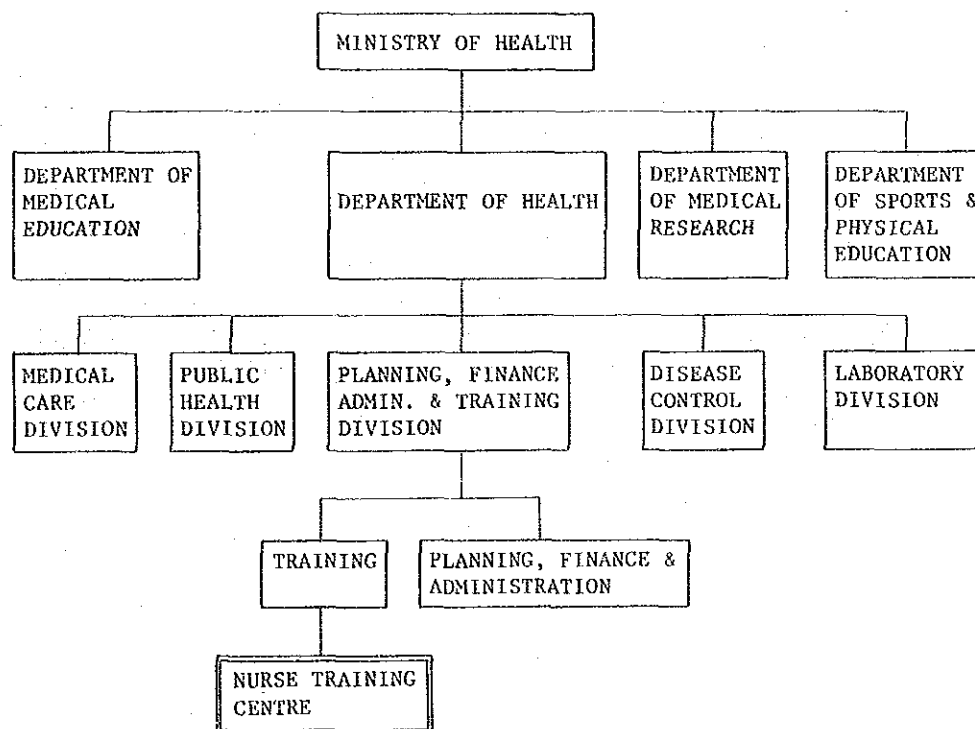 MINISTRY OF HEALTH
DEPARTMENT OF
MEDICAL
EDUCATION
DEPARTMENT OF HEALTH
DEPARTMENT
OF MEDICAL
RESEARCH
DEPARTMENT
OF SPORTS &
PHYSICAL
EDUCATION
MEDICAL
CARE
DIVISION
PUBLIC
HEALTH
DIVISION
PLANNING, FINANCE
ADMIN. & TRAINING
DIVISION
DISEASE
CONTROL
DIVISION
LABORATORY
DIVISION
TRAINING
PLANNING, FINANCE &
ADMINISTRATION
NURSE TRAINING
CENTRE